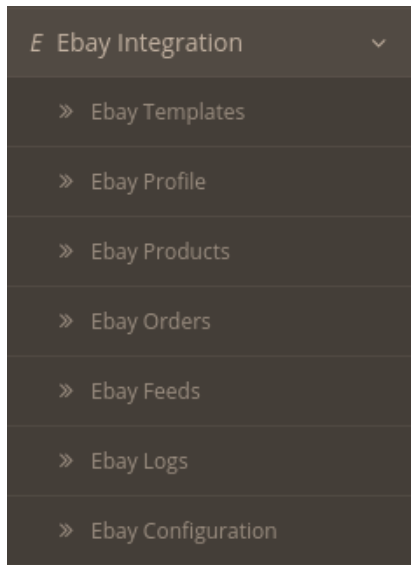 E Ebay Integration
Ebay Templates
Ebay Profile
Ebay Products
Ebay Orders
Ebay Feeds
Ebay Logs
Ebay Configuration